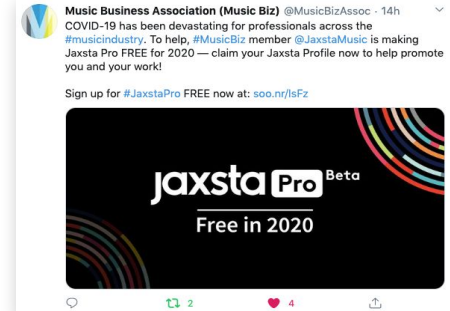 Music Business Association (Music Biz) @MusicBizAssoc · 14h
COVID-19 has been devastating for professionals across the
#musicindustry. To help, #MusicBiz member @JaxstaMusic is making
Jaxsta Pro FREE for 2020 — claim your Jaxsta Profile now to help promote
you and your work!
Sign up for #JaxstaPro FREE now at: soo.nr/IsFz
jaxsta Pro Beta
Free in 2020
2 4